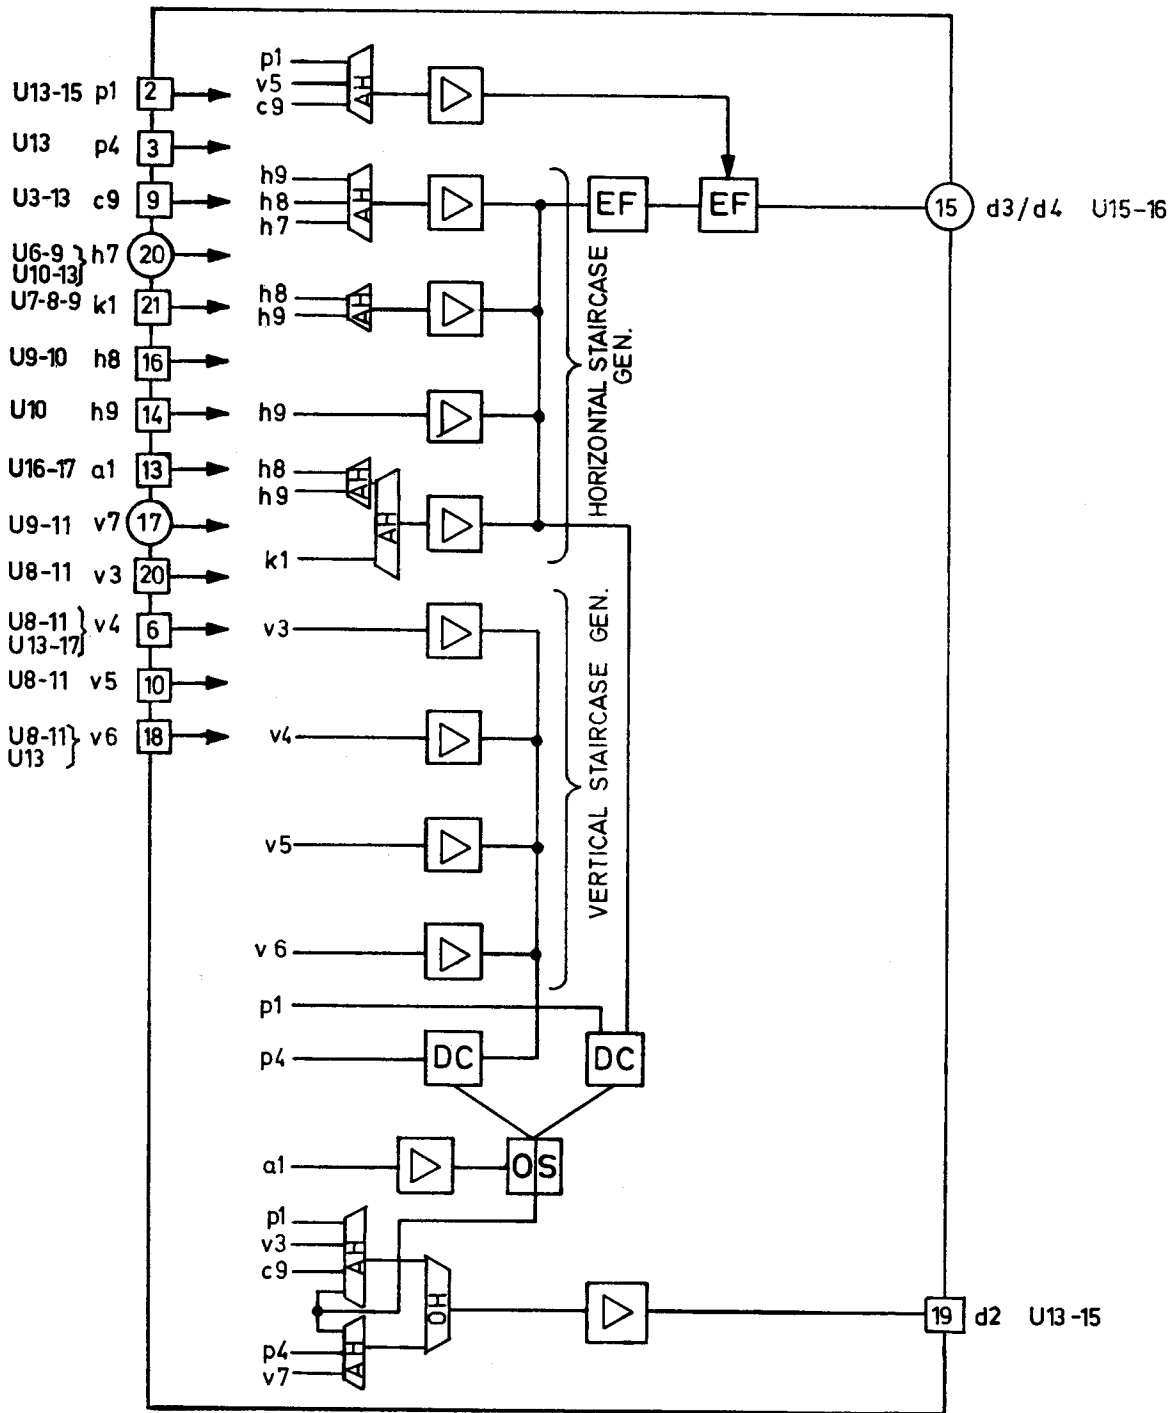 U13-15 p1 2
U13 p4 3
U3-13 c9 9
U6-9
U10-13 h7 20
U7-8-9 k1 21
U9-10 h8 16
U10 h9 14
U16-17 a1 13
U9-11 v7 17
U8-11 v3 20
U8-11
U13-17 v4 6
U8-11 v5 10
U8-11
U13 v6 18
p1
v5
c9
AH
h9
h8
h7
AH
EF
EF
15 d3/d4 U15-16
h8
h9
AH
h9
h8
h9
AH
k1
AH
HORIZONTAL STAIRCASE
GEN.
v3
v4
v5
v6
VERTICAL STAIRCASE GEN.
p1
p4
DC
DC
a1
OS
p1
v3
c9
AH
p4
v7
AH
OH
19 d2 U13-15